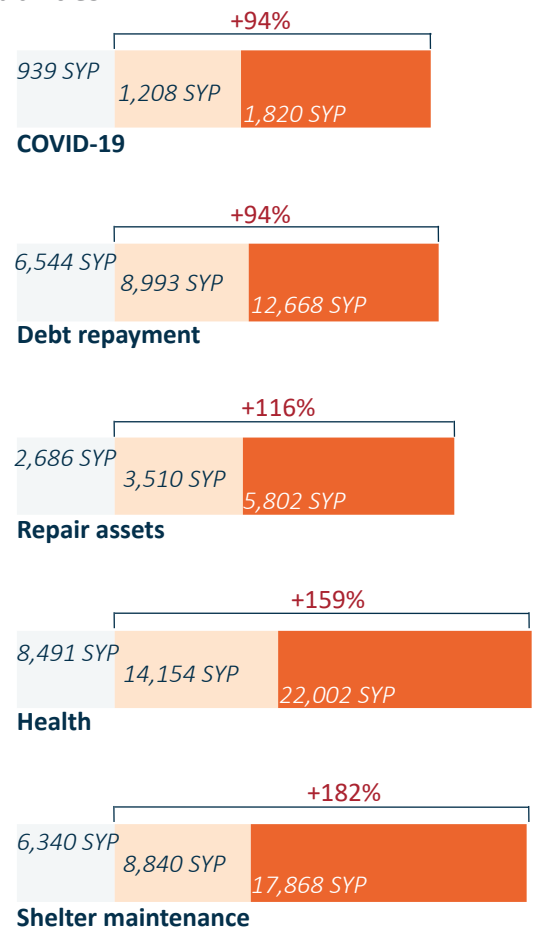 +94%
939 SYP
1,208 SYP
1,820 SYP
COVID-19
+94%
6,544 SYP
8,993 SYP
12,668 SYP
Debt repayment
+116%
2,686 SYP
3,510 SYP
5,802 SYP
Repair assets
+159%
8,491 SYP
14,154 SYP
22,002 SYP
Health
+182%
6,340 SYP
8,840 SYP
17,868 SYP
Shelter maintenance